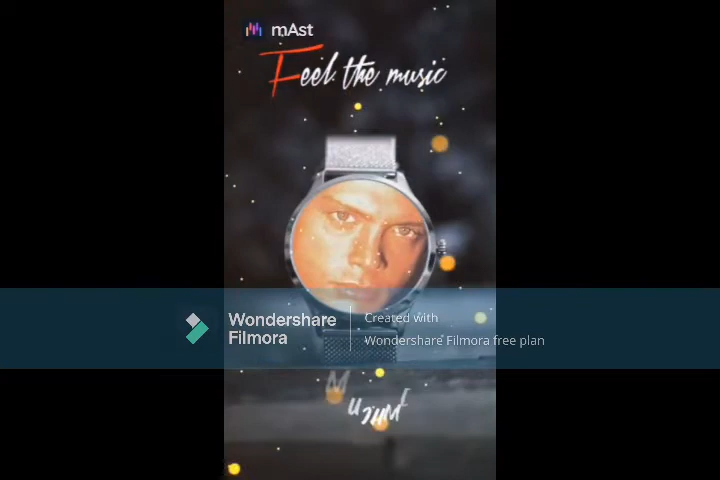 mAst
Feel the music
Wondershare
Filmora
Created with
Wondershare Filmora free plan